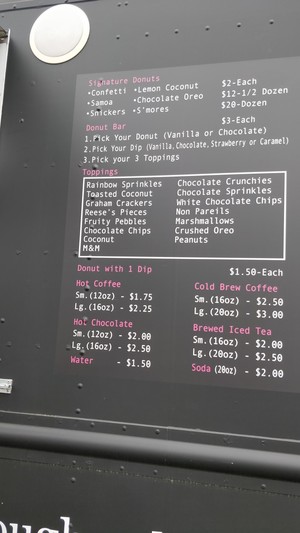 Signature Donuts
•Confetti •Lemon Coconut $2-Each
•Samoa •Chocolate Oreo $12-1/2 Dozen
•Snickers •S'mores $20-Dozen
Donut Bar $3-Each
1.Pick Your Donut (Vanilla or Chocolate)
2.Pick Your Dip (Vanilla, Chocolate, Strawberry or Caramel)
3.Pick your 3 Toppings
Toppings
Rainbow Sprinkles Chocolate Crunchies
Toasted Coconut Chocolate Sprinkles
Graham Crackers White Chocolate Chips
Reese's Pieces Non Pareils
Fruity Pebbles Marshmallows
Chocolate Chips Crushed Oreo
Coconut Peanuts
M&M
Donut with 1 Dip $1.50-Each
Hot Coffee
Sm.(12oz) - $1.75
Lg.(16oz) - $2.25
Hot Chocolate
Sm.(12oz) - $2.00
Lg.(16oz) - $2.50
Water - $1.50
Cold Brew Coffee
Sm.(16oz) - $2.50
Lg.(20oz) - $3.00
Brewed Iced Tea
Sm.(16oz) - $2.00
Lg.(20oz) - $2.50
Soda (20oz) - $2.00